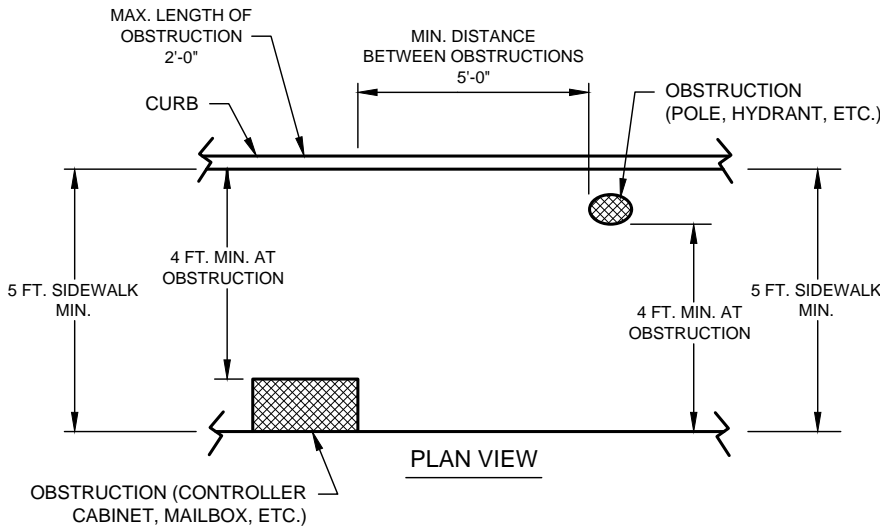 MAX. LENGTH OF
OBSTRUCTION
2'-0"
MIN. DISTANCE
BETWEEN OBSTRUCTIONS
5'-0"
CURB
OBSTRUCTION
(POLE, HYDRANT, ETC.)
4 FT. MIN. AT
OBSTRUCTION
5 FT. SIDEWALK
MIN.
4 FT. MIN. AT
OBSTRUCTION
5 FT. SIDEWALK
MIN.
PLAN VIEW
OBSTRUCTION (CONTROLLER
CABINET, MAILBOX, ETC.)